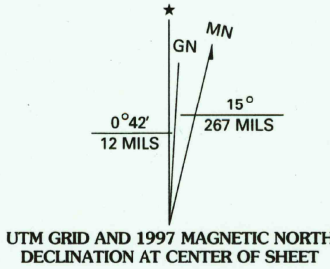 ★
MN
GN
0°42'
12 MILS
15°
267 MILS
UTM GRID AND 1997 MAGNETIC NORTH
DECLINATION AT CENTER OF SHEET